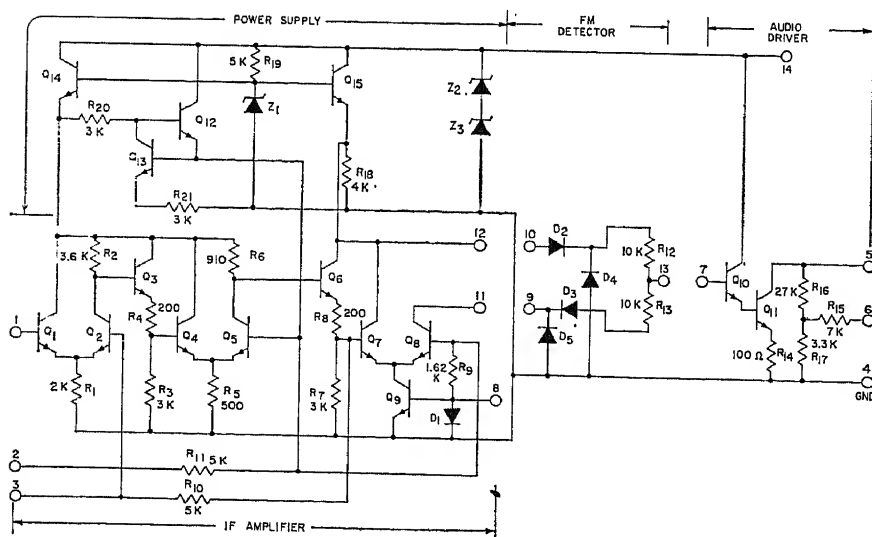 POWER SUPPLY
FM DETECTOR
AUDIO DRIVER
Q14
5K R19
Q15
14
R20
3K
Q12
Z1
Z2
Z3
Q13
R18
4K
R21
3K
3.6K R2
Q3
910 R6
Q6
12
10 D2
R12
10K
13
D4
10K
R13
5
7
Q10
Q11
27K R16
R15
7K 6
1
Q1
Q2
R4 200
Q4
Q5
R8 200
Q7
Q8
11
9
D3
D5
1.62 K R9
2K R1
R3
3K
R5
500
R7
3K
Q9
D1
8
100 Ω R14
3.3K
R17
4
GND
2
R11 5K
3
R10
5K
IF AMPLIFIER